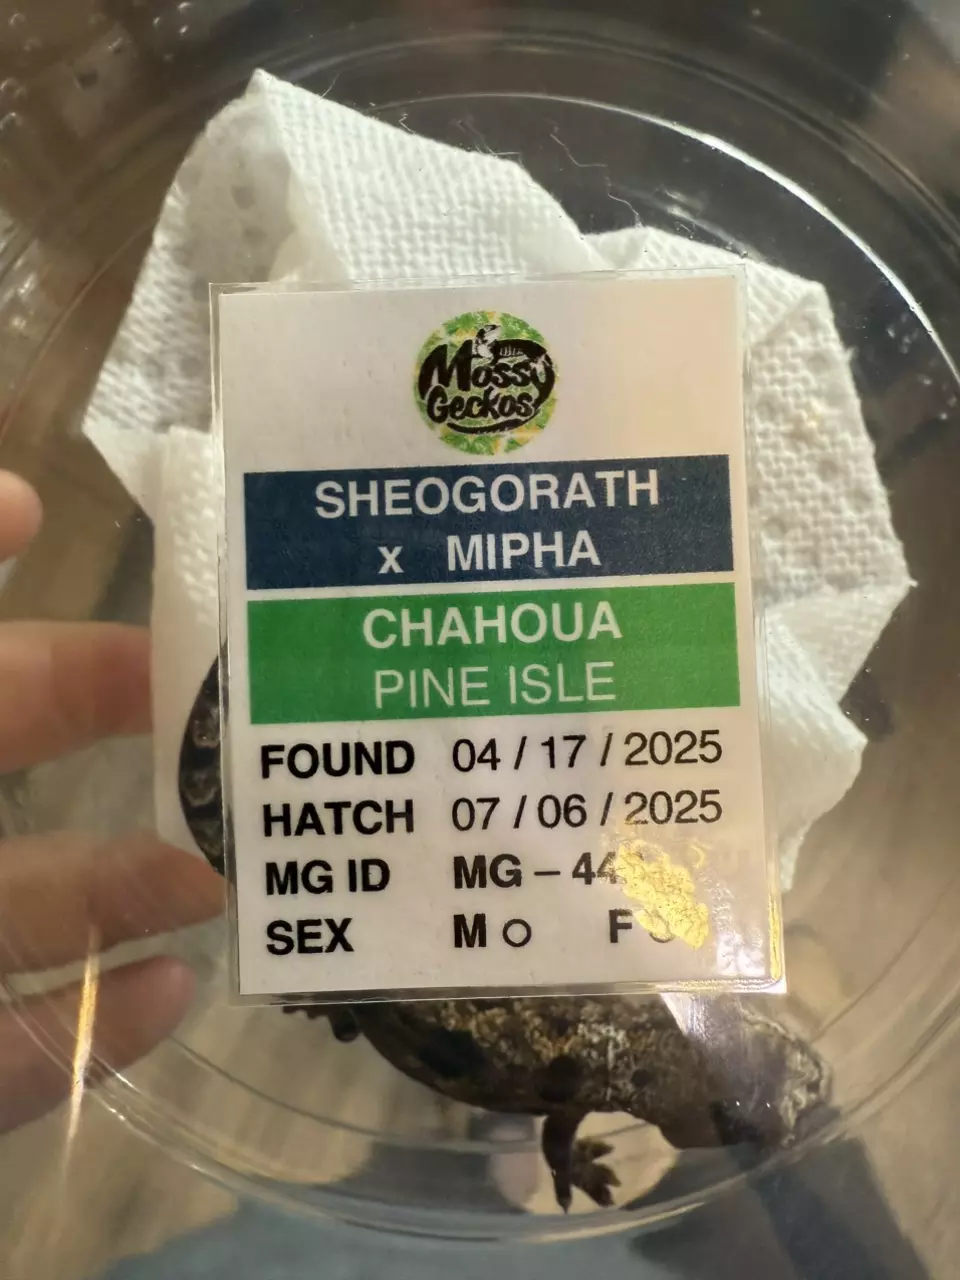 Mossy
Geckos
SHEOGORATH
x MIPHA
CHAHOUA
PINE ISLE
FOUND 04 / 17 / 2025
HATCH 07 / 06 / 2025
MG ID MG – 44
SEX M F